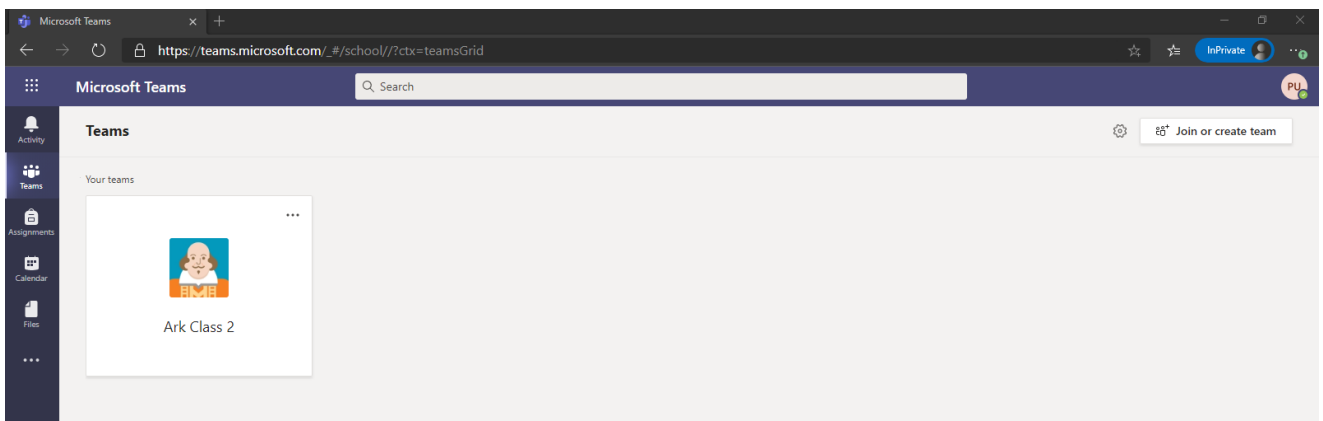 Microsoft Teams
https://teams.microsoft.com/_#/school//?ctx=teamsGrid
InPrivate
Microsoft Teams
Search
PU
Activity
Teams
Join or create team
Teams
Your teams
Assignments
Calendar
Files
Ark Class 2